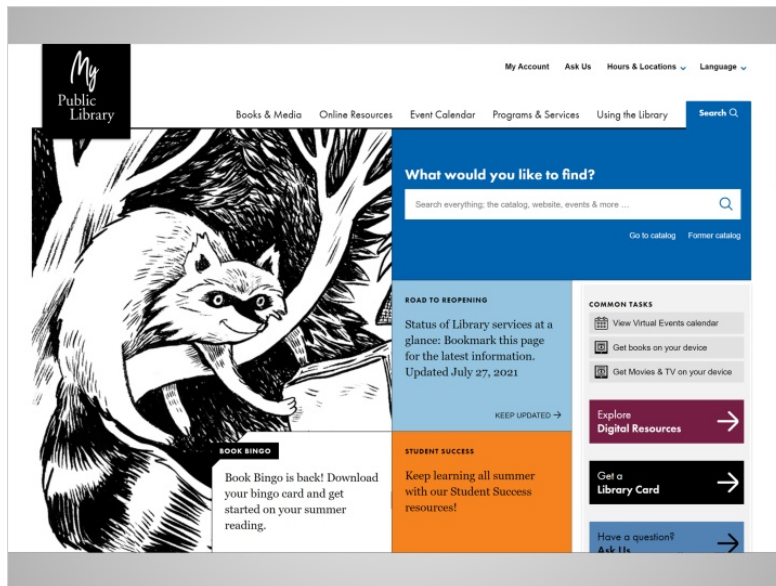 My
Public
Library
My Account Ask Us Hours & Locations Language
Books & Media Online Resources Event Calendar Programs & Services Using the Library Search
What would you like to find?
Search everything; the catalog, website, events & more ...
Go to catalog Former catalog
ROAD TO REOPENING
Status of Library services at a
glance: Bookmark this page
for the latest information.
Updated July 27, 2021
KEEP UPDATED →
COMMON TASKS
View Virtual Events calendar
Get books on your device
Get Movies & TV on your device
Explore
Digital Resources
Get a
Library Card
Have a question?
Ask Us
BOOK BINGO
Book Bingo is back! Download
your bingo card and get
started on your summer
reading.
STUDENT SUCCESS
Keep learning all summer
with our Student Success
resources!